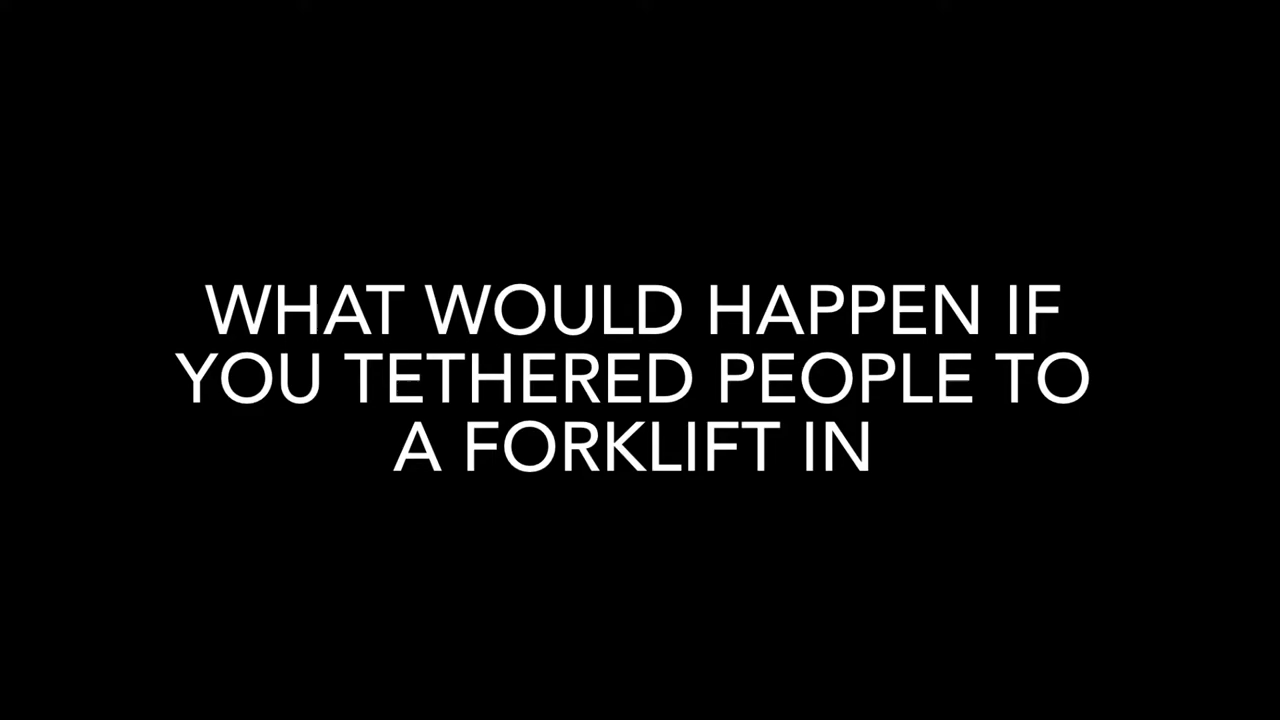 WHAT WOULD HAPPEN IF
YOU TETHERED PEOPLE TO
A FORKLIFT IN